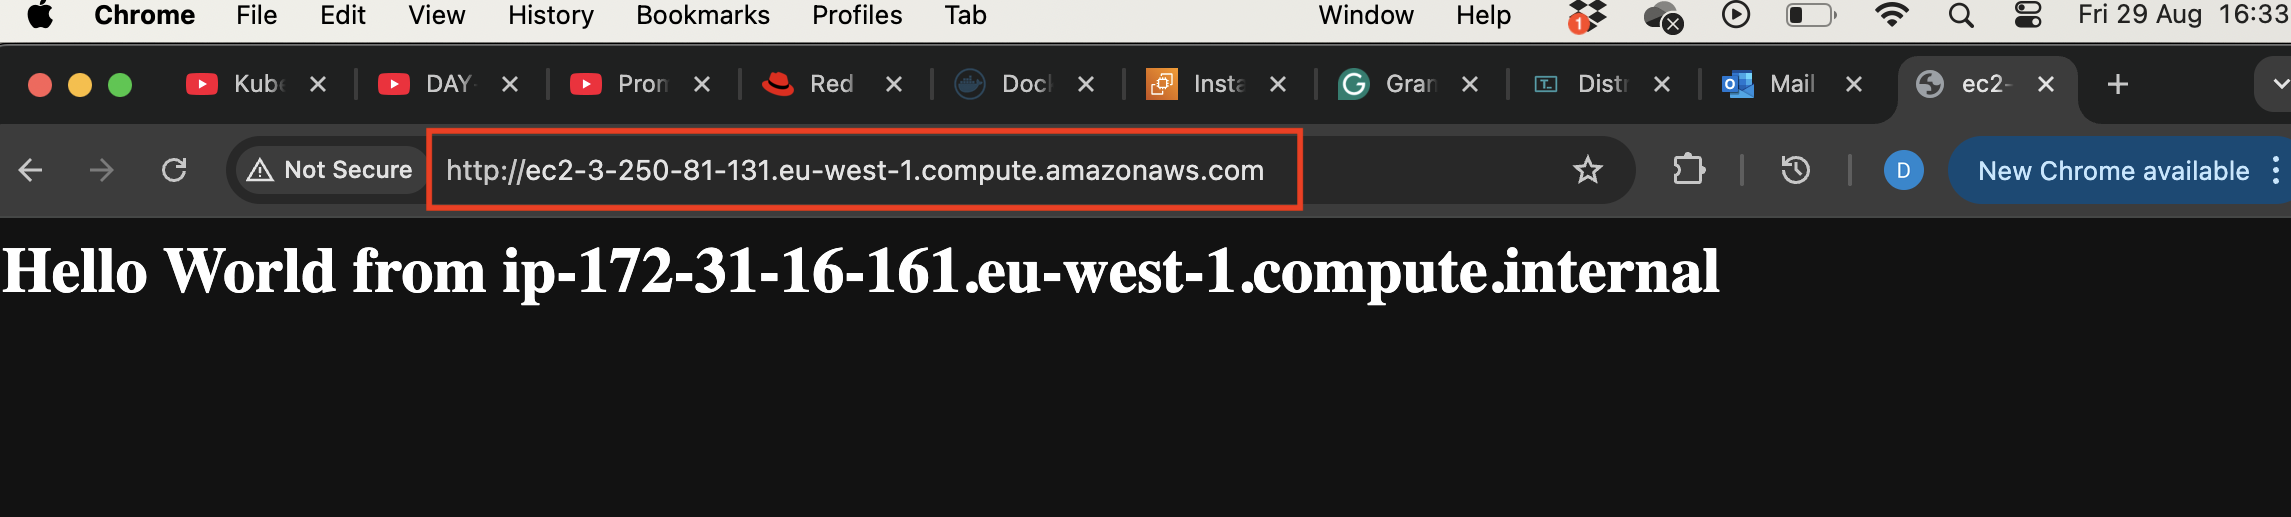 Chrome File Edit View History Bookmarks Profiles Tab Window Help 1 Fri 29 Aug 16:33
Kube DAY- Prom Red Dock Insta Gram Distr Mail ec2-
Not Secure http://ec2-3-250-81-131.eu-west-1.compute.amazonaws.com D New Chrome available
Hello World from ip-172-31-16-161.eu-west-1.compute.internal